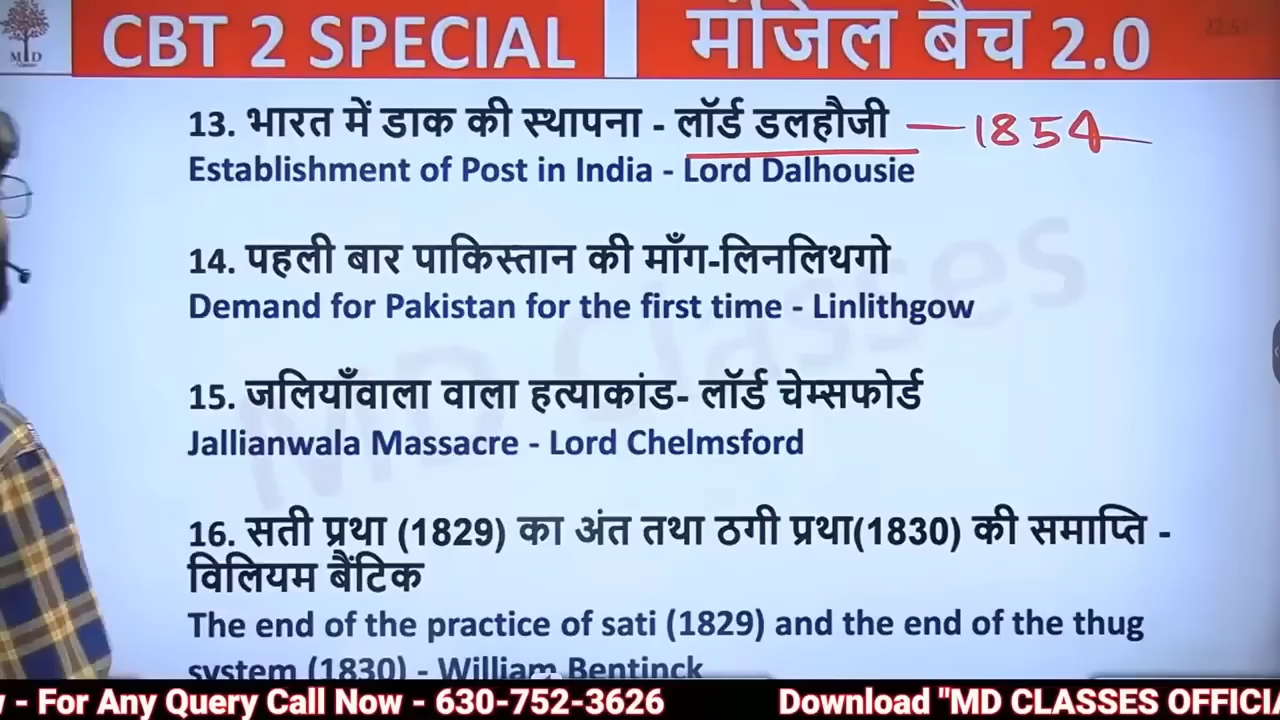 M D
CBT 2 SPECIAL
मंजिल बैच 2.0
13. भारत में डाक की स्थापना - लॉर्ड डलहौजी — 1854
Establishment of Post in India - Lord Dalhousie
14. पहली बार पाकिस्तान की माँग-लिनलिथगो
Demand for Pakistan for the first time - Linlithgow
15. जलियाँवाला वाला हत्याकांड- लॉर्ड चेम्सफोर्ड
Jallianwala Massacre - Lord Chelmsford
16. सती प्रथा (1829) का अंत तथा ठगी प्रथा(1830) की समाप्ति -
विलियम बैंटिक
The end of the practice of sati (1829) and the end of the thug
system (1830) - William Bentinck
MD Classes
- For Any Query Call Now - 630-752-3626
Download "MD CLASSES